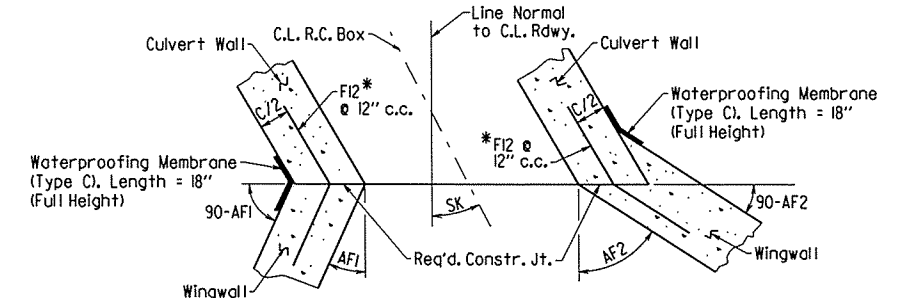 Line Normal
to C.L. Rdwy.
C.L. R.C. Box
Culvert Wall
Culvert Wall
F12*
@ 12" c.c.
C/2
C/2
Waterproofing Membrane
(Type C). Length = 18"
(Full Height)
*F12 @
12" c.c.
Waterproofing Membrane
(Type C). Length = 18"
(Full Height)
90-AF1
SK
90-AF2
AF1
Req'd. Constr. Jt.
AF2
Wingwall
Wingwall